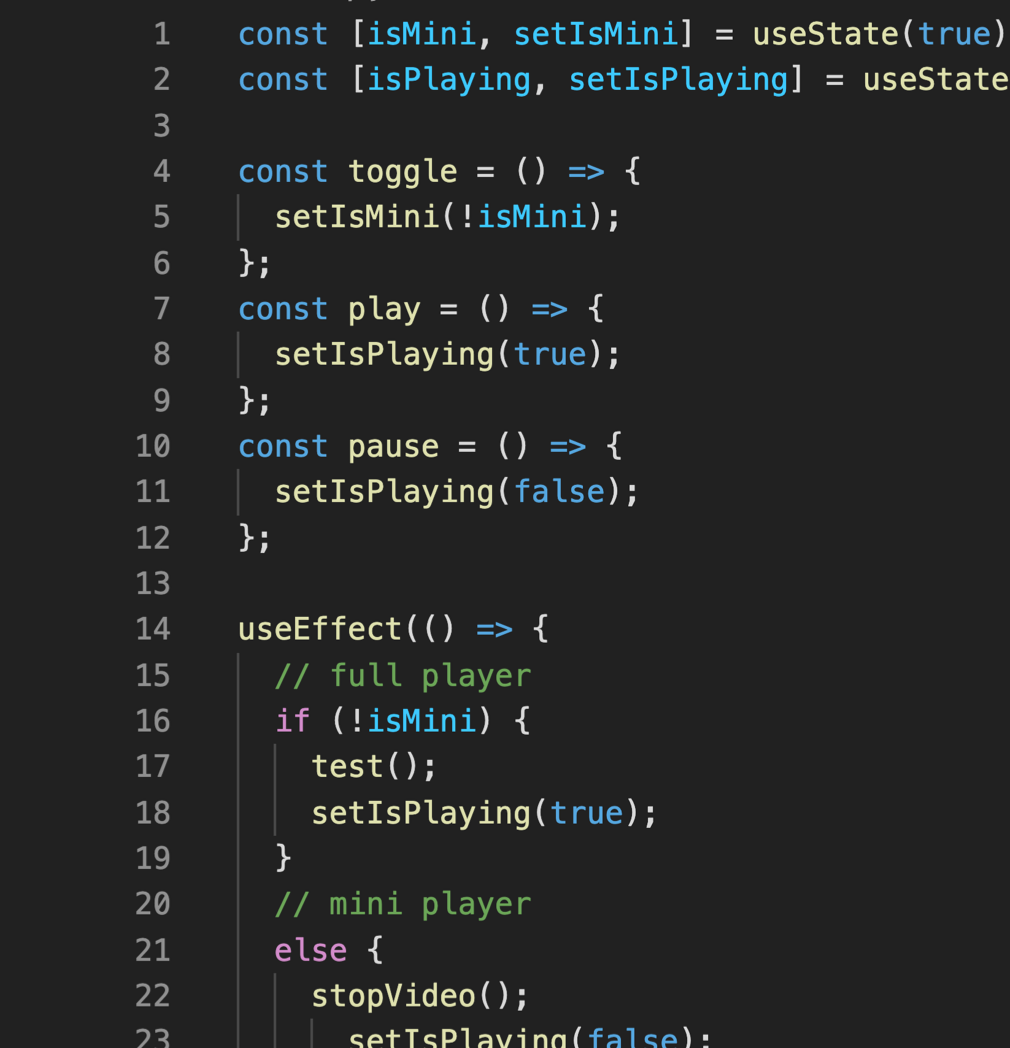 1 const [isMini, setIsMini] = useState(true)
2 const [isPlaying, setIsPlaying] = useState
3
4 const toggle = () => {
5 setIsMini(!isMini);
6 };
7 const play = () => {
8 setIsPlaying(true);
9 };
10 const pause = () => {
11 setIsPlaying(false);
12 };
13
14 useEffect(() => {
15 // full player
16 if (!isMini) {
17 test();
18 setIsPlaying(true);
19 }
20 // mini player
21 else {
22 stopVideo();
23 setIsPlaying(false);